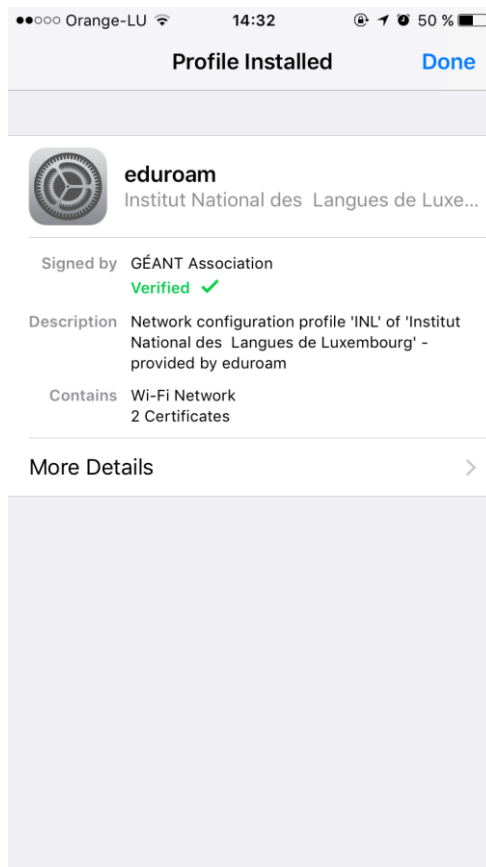 Orange-LU 14:32 50 %
Profile Installed Done
eduroam
Institut National des Langues de Luxe...
Signed by GÉANT Association
Verified ✓
Description Network configuration profile 'INL' of 'Institut
National des Langues de Luxembourg' -
provided by eduroam
Contains Wi-Fi Network
2 Certificates
More Details